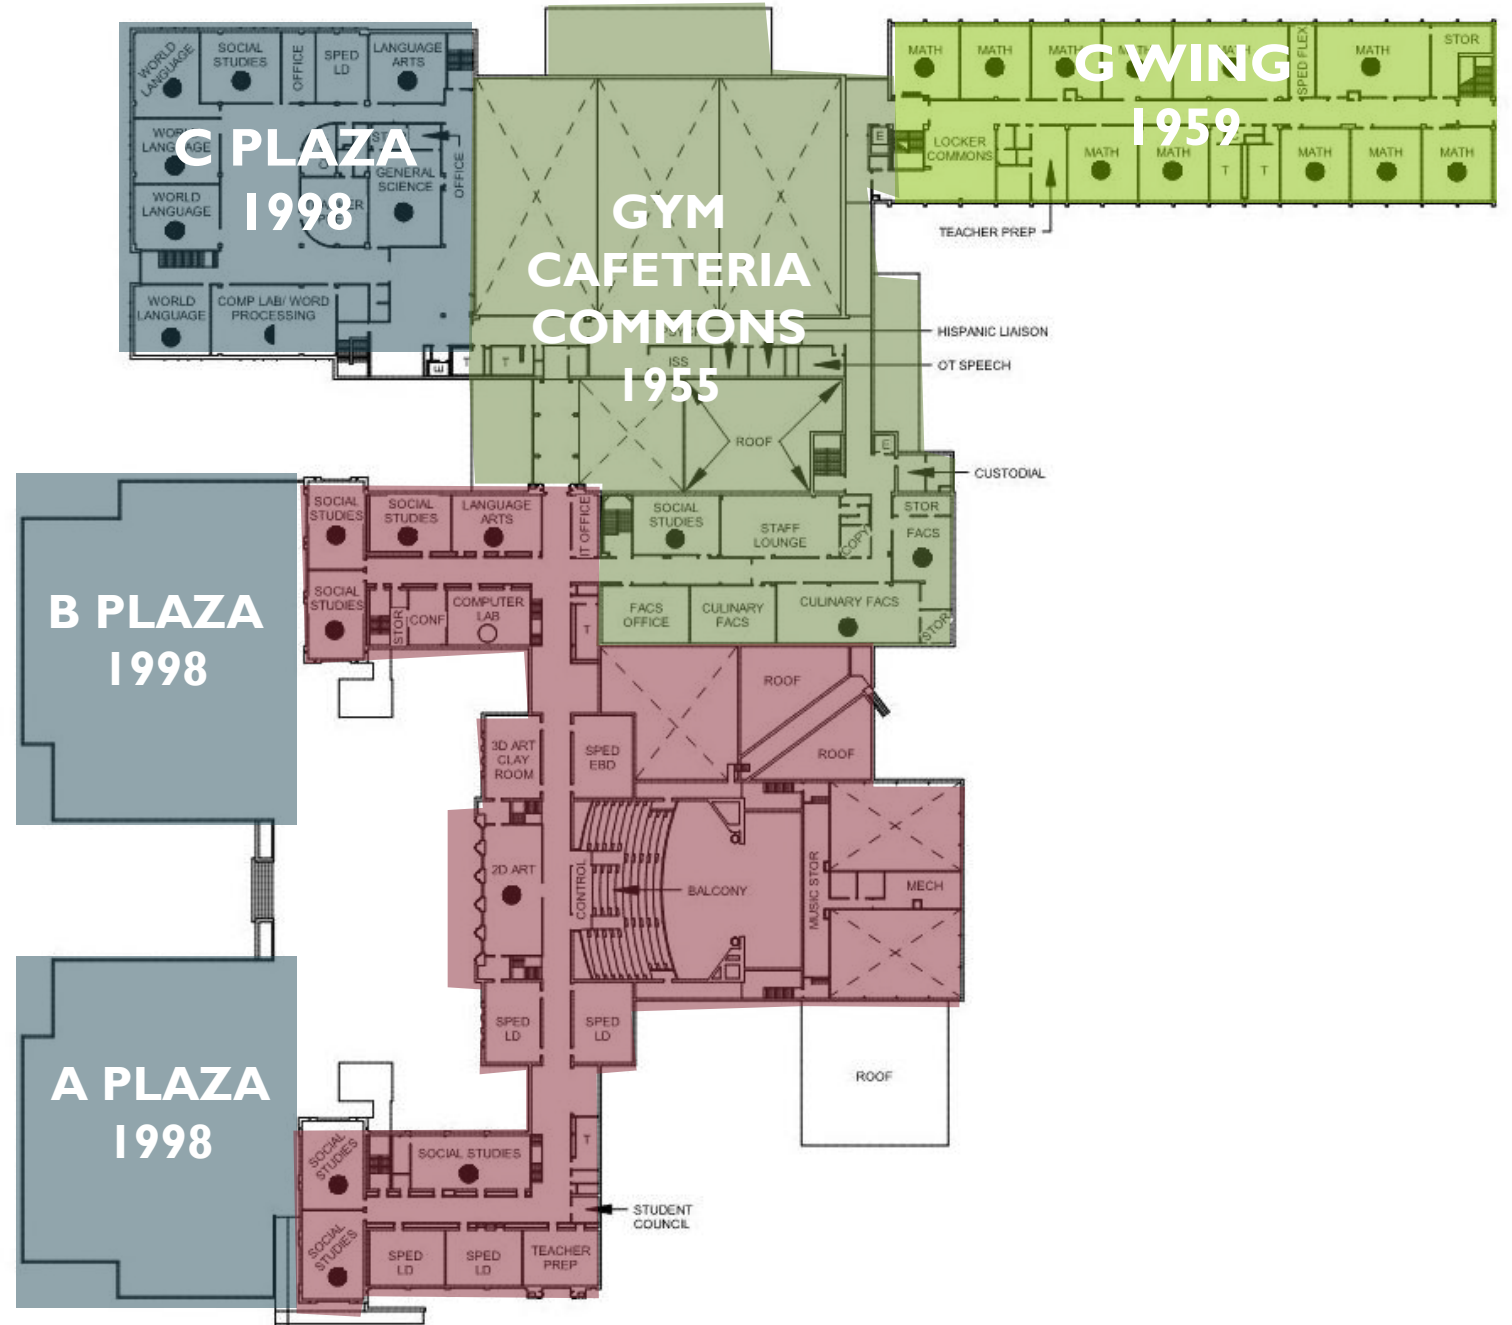 C PLAZA
1998
WORLD
LANGUAGE
SOCIAL
STUDIES
OFFICE
SPED
LD
LANGUAGE
ARTS
WORLD
LANGUAGE
OFFICE
GENERAL
SCIENCE
WORLD
LANGUAGE
WORLD
LANGUAGE
COMP LAB/ WORD
PROCESSING
E
T
T
GYM
CAFETERIA
COMMONS
1955
ISS
ROOF
HISPANIC LIAISON
OT SPEECH
E
CUSTODIAL
G WING
1959
MATH
MATH
MATH
MATH
MATH
SPED FLEX
MATH
STOR
E
LOCKER
COMMONS
MATH
MATH
T
T
MATH
MATH
MATH
TEACHER PREP
B PLAZA
1998
SOCIAL
STUDIES
SOCIAL
STUDIES
LANGUAGE
ARTS
IT OFFICE
SOCIAL
STUDIES
STAFF
LOUNGE
COPY
STOR
FACS
SOCIAL
STUDIES
STOR
CONF
COMPUTER
LAB
T
FACS
OFFICE
CULINARY
FACS
CULINARY FACS
STOR
ROOF
ROOF
3D ART
CLAY
ROOM
SPED
EBD
2D ART
CONTROL
BALCONY
MUSIC STOR
MECH
SPED
LD
SPED
LD
ROOF
A PLAZA
1998
SOCIAL
STUDIES
SOCIAL STUDIES
T
STUDENT
COUNCIL
SOCIAL
STUDIES
SPED
LD
SPED
LD
TEACHER
PREP